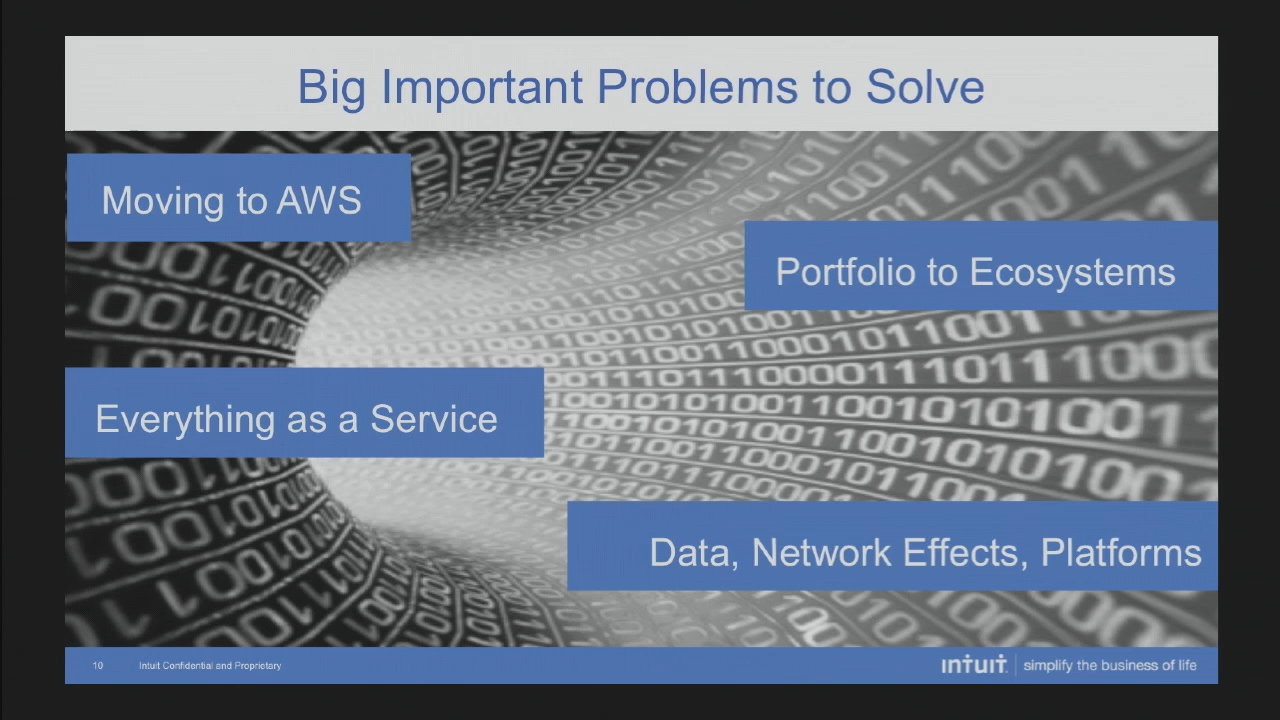 Big Important Problems to Solve
Moving to AWS
Portfolio to Ecosystems
Everything as a Service
Data, Network Effects, Platforms
10 Intuit Confidential and Proprietary
intuit simplify the business of life